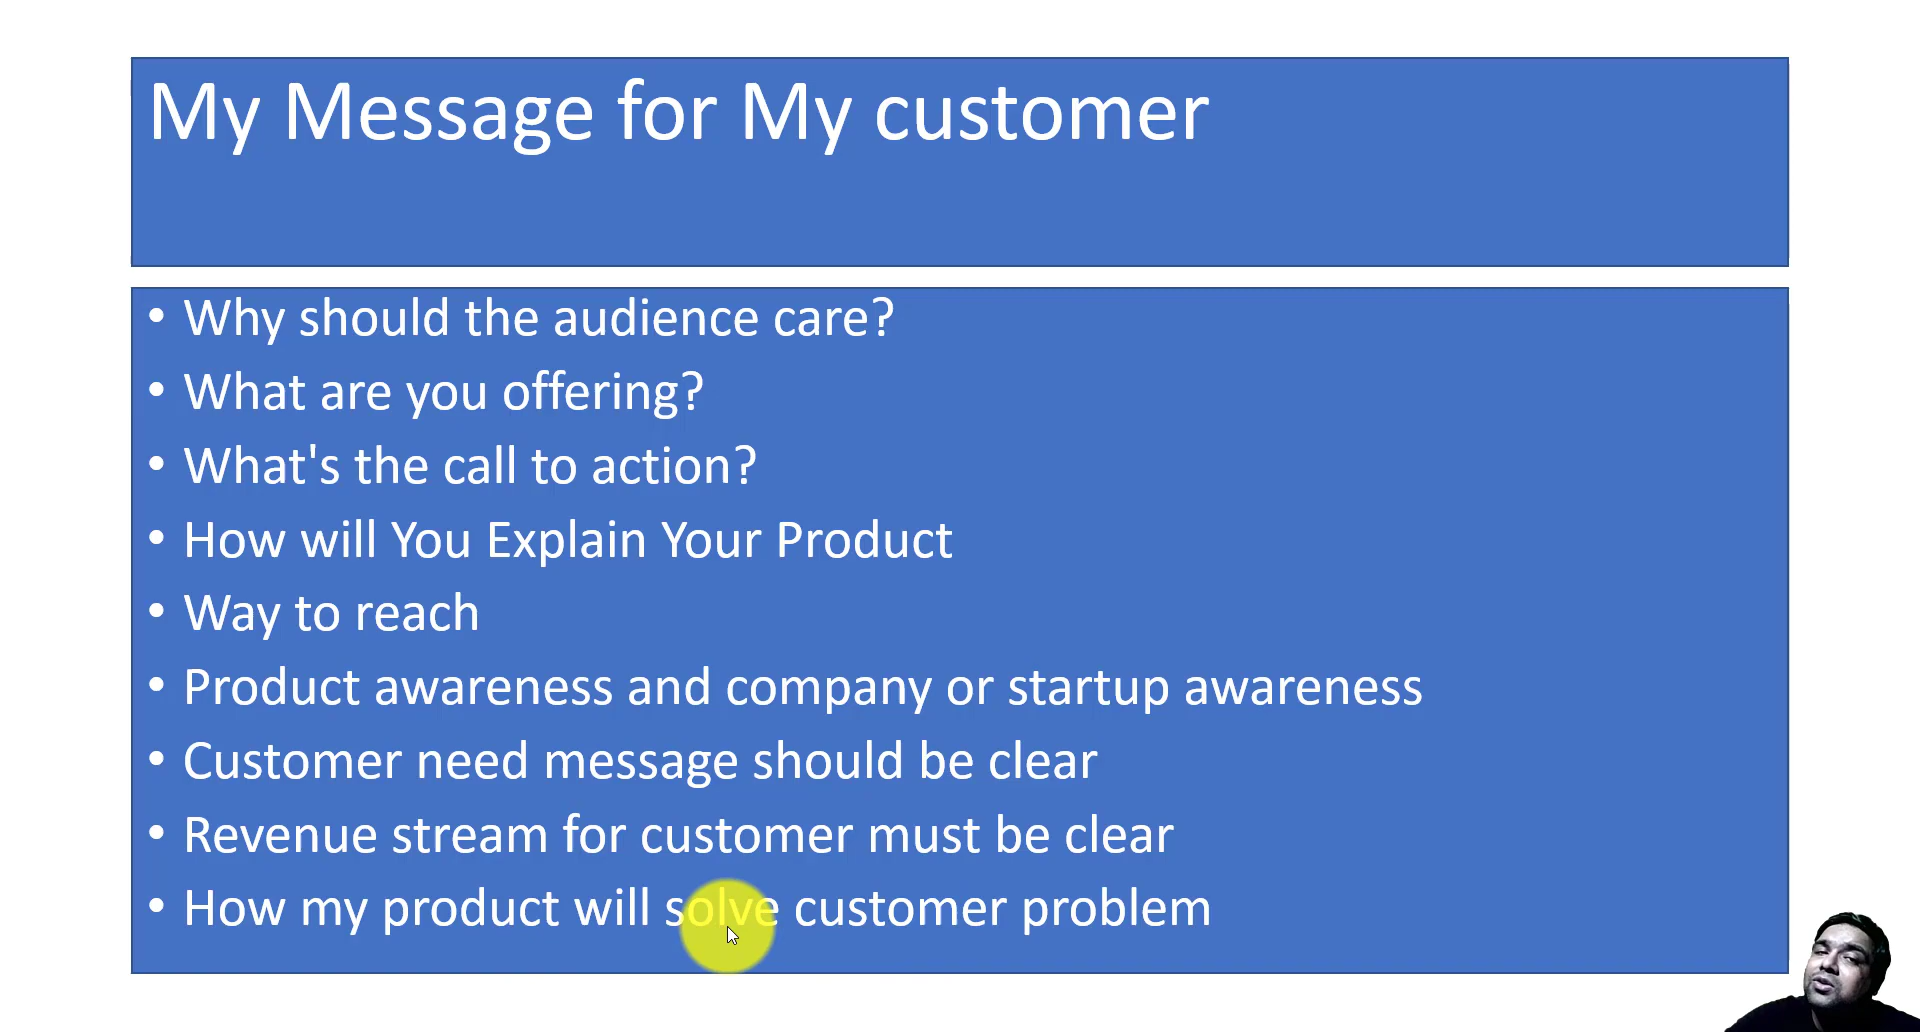 My Message for My customer
• Why should the audience care?
• What are you offering?
• What's the call to action?
• How will You Explain Your Product
• Way to reach
• Product awareness and company or startup awareness
• Customer need message should be clear
• Revenue stream for customer must be clear
• How my product will solve customer problem